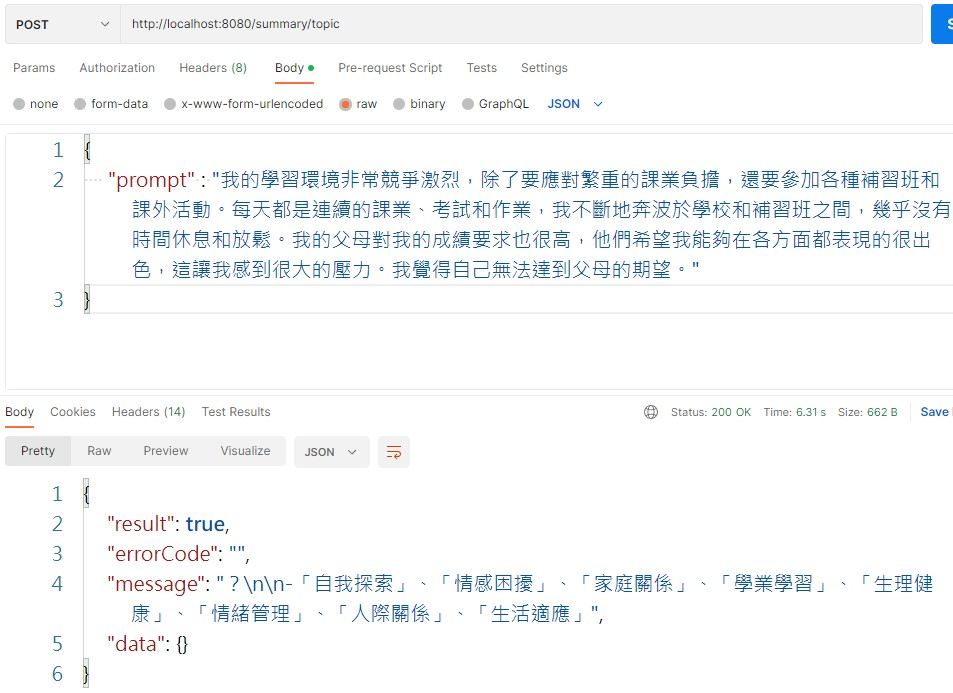 POST http://localhost:8080/summary/topic S
Params Authorization Headers (8) Body Pre-request Script Tests Settings
none form-data x-www-form-urlencoded raw binary GraphQL JSON
1 {
2 "prompt" : "我的學習環境非常競爭激烈，除了要應對繁重的課業負擔，還要參加各種補習班和
課外活動。每天都是連續的課業、考試和作業，我不斷地奔波於學校和補習班之間，幾乎沒有
時間休息和放鬆。我的父母對我的成績要求也很高，他們希望我能夠在各方面都表現的很出
色，這讓我感到很大的壓力。我覺得自己無法達到父母的期望。"
3 }
Body Cookies Headers (14) Test Results Status: 200 OK Time: 6.31 s Size: 662 B Save
Pretty Raw Preview Visualize JSON
1 {
2 "result": true,
3 "errorCode": "",
4 "message": "？\n\n-「自我探索」、「情感困擾」、「家庭關係」、「學業學習」、「生理健
康」、「情緒管理」、「人際關係」、「生活適應」",
5 "data": {}
6 }